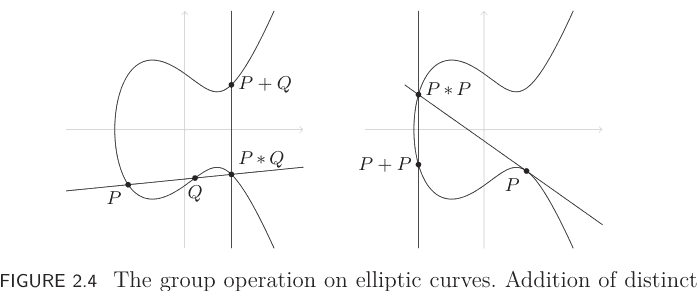 P + Q
P * Q
P
Q
P * P
P + P
P
FIGURE 2.4 The group operation on elliptic curves. Addition of distinct